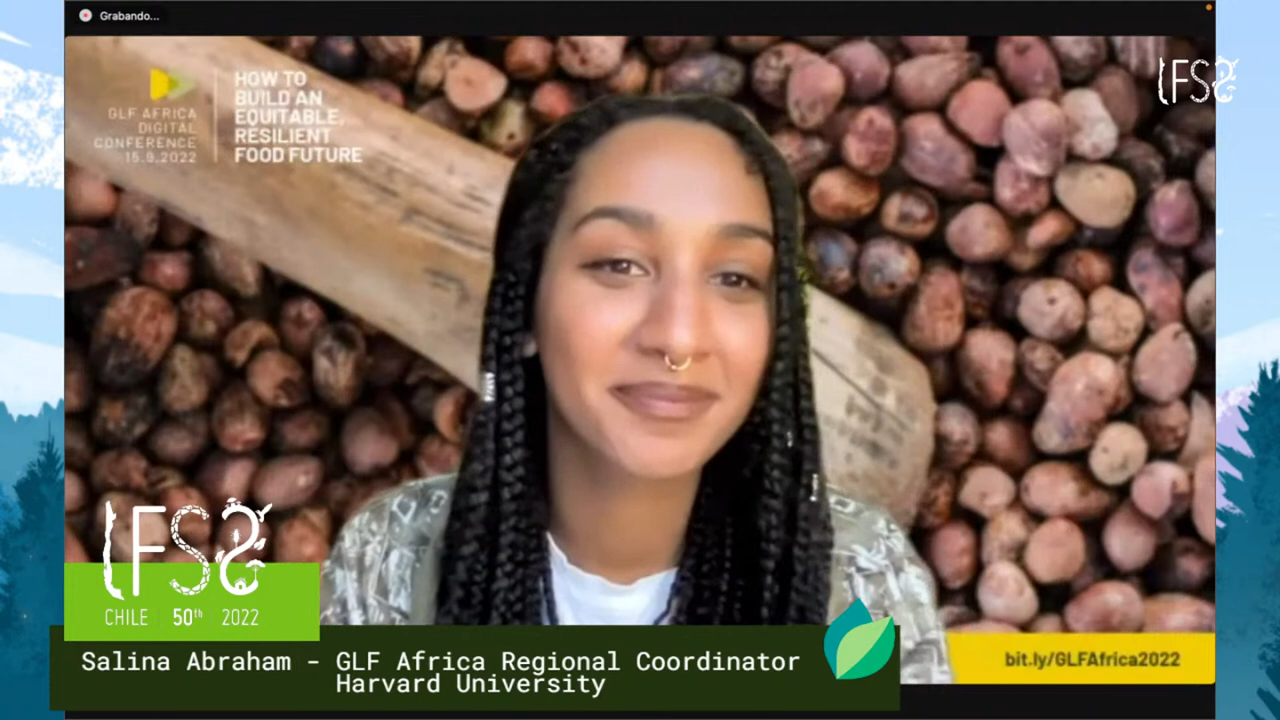 Grabando...
GLF AFRICA
DIGITAL
CONFERENCE
15.9.2022
HOW TO
BUILD AN
EQUITABLE,
RESILIENT
FOOD FUTURE
IFSS
IFSS
CHILE 50th 2022
Salina Abraham - GLF Africa Regional Coordinator
Harvard University
bit.ly/GLFAfrica2022